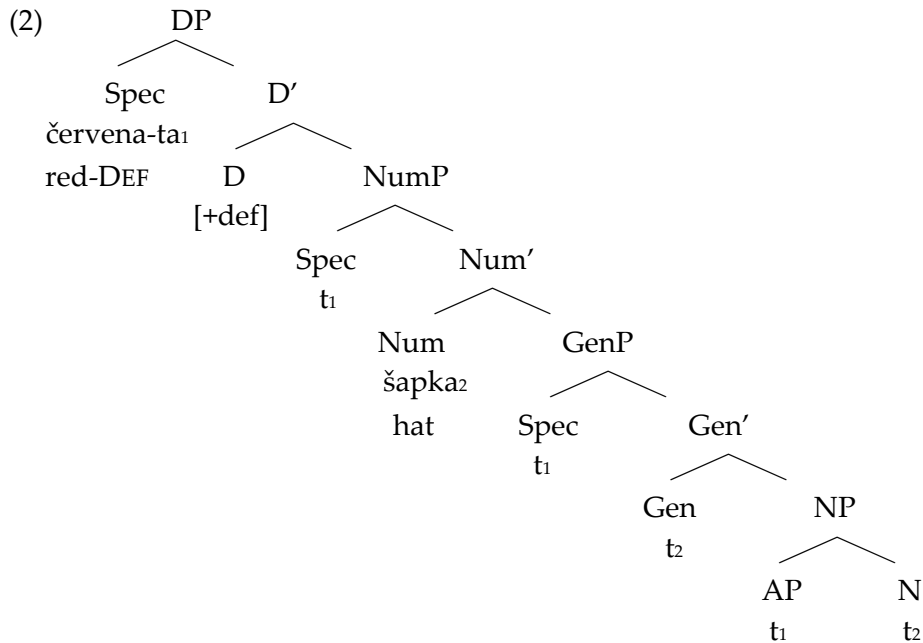 (2) DP
Spec D’
červena-ta1
red-DEF D NumP
[+def]
Spec Num’
t1
Num GenP
šapka2
hat Spec Gen’
t1
Gen NP
t2
AP N
t1 t2